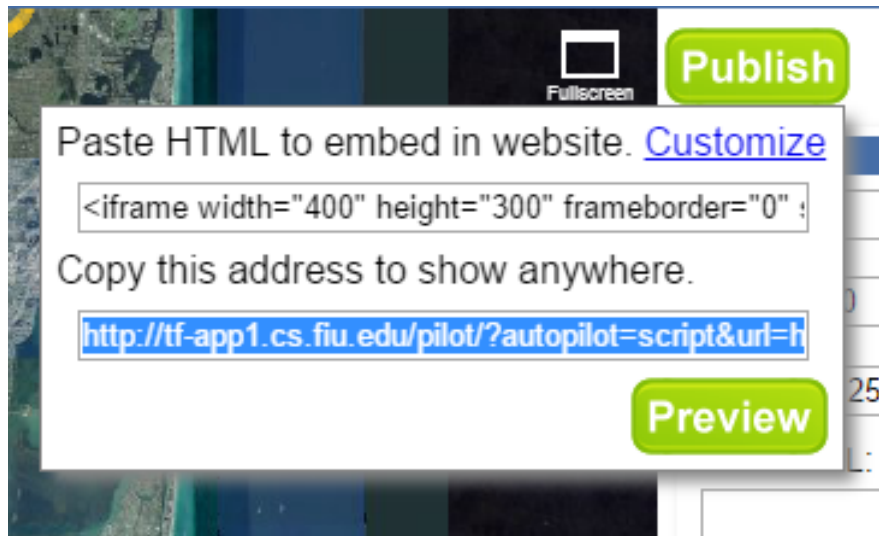 Fullscreen
Publish
Paste HTML to embed in website. Customize
<iframe width="400" height="300" frameborder="0"
Copy this address to show anywhere.
http://tf-app1.cs.fiu.edu/pilot/?autopilot=script&url=h
Preview
25
L: